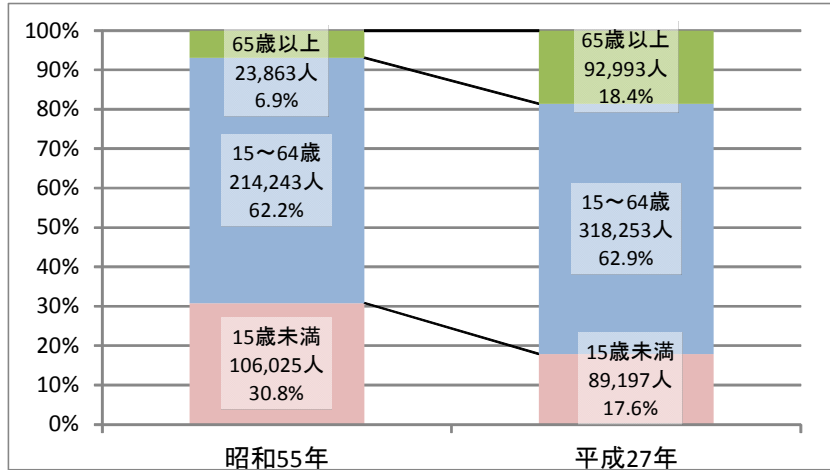 100%
90%
80%
70%
60%
50%
40%
30%
20%
10%
0%
65歳以上
23,863人
6.9%
15～64歳
214,243人
62.2%
15歳未満
106,025人
30.8%
65歳以上
92,993人
18.4%
15～64歳
318,253人
62.9%
15歳未満
89,197人
17.6%
昭和55年
平成27年